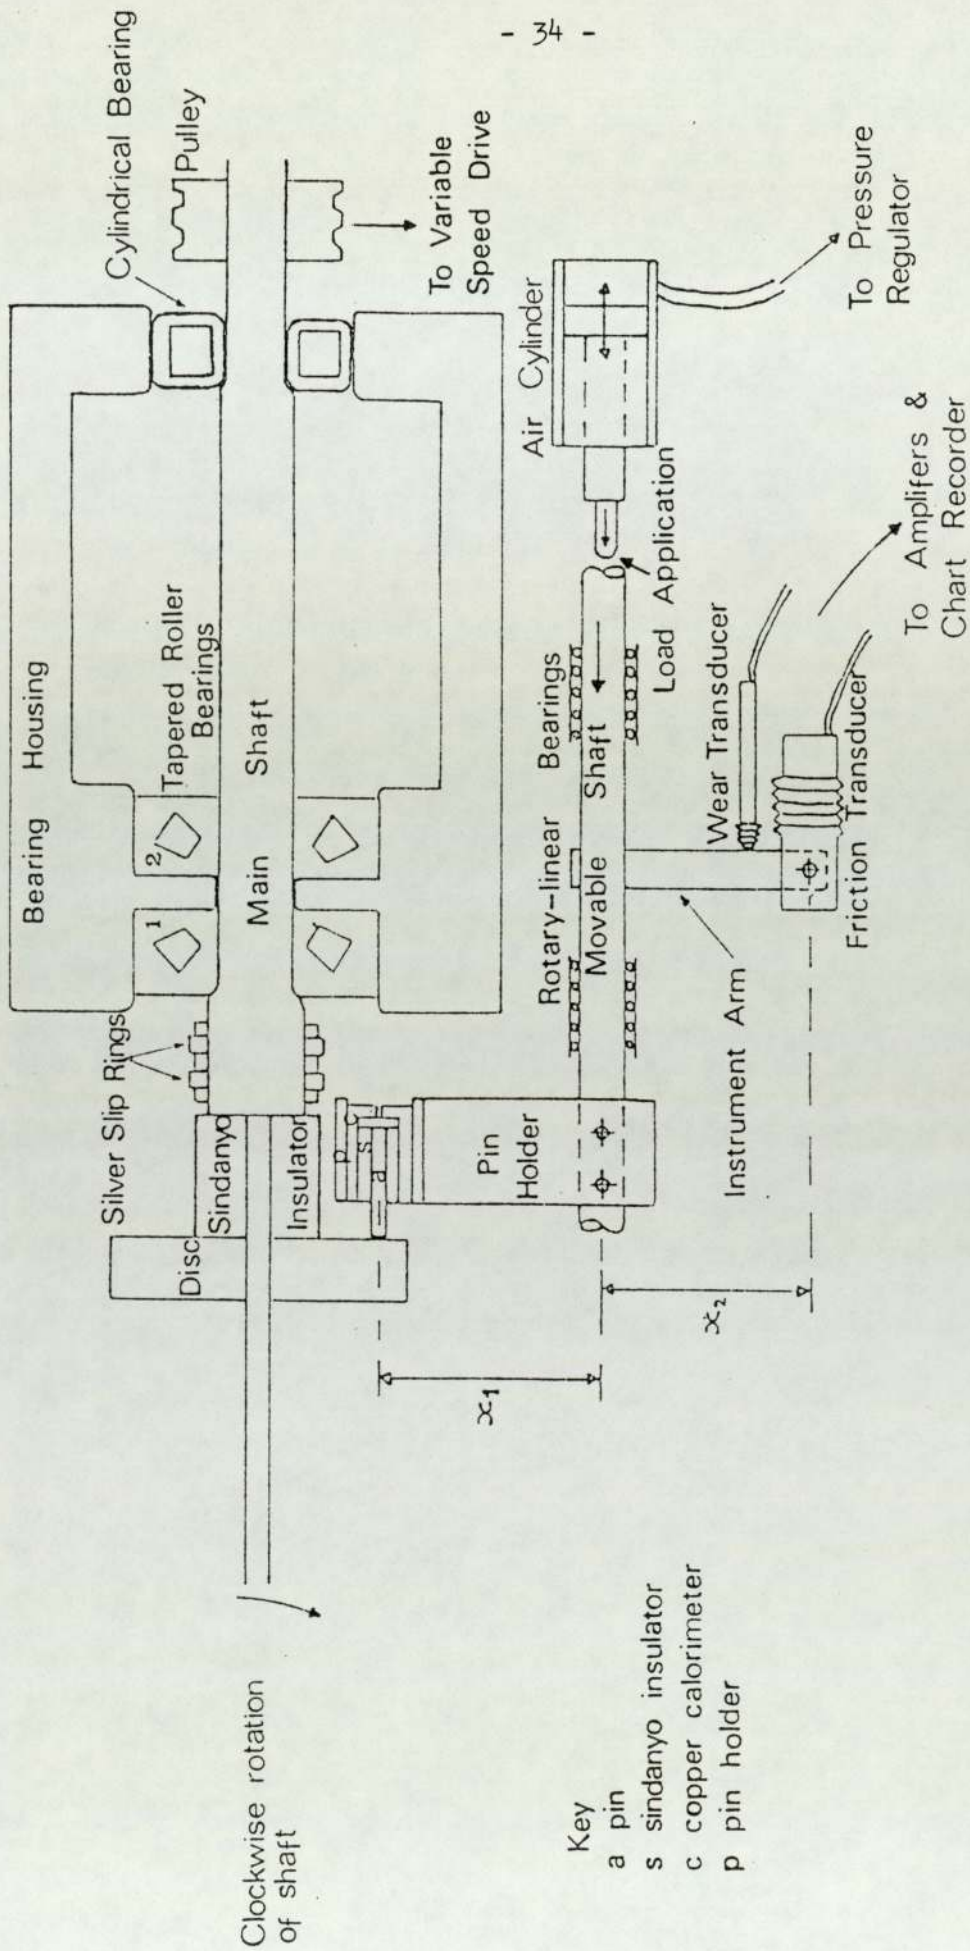 - 34 -
Bearing Housing
Cylindrical Bearing
Pulley
Tapered Roller
Bearings
1
2
Silver Slip Rings
Main Shaft
To Variable
Speed Drive
Disc
Sindanyo
Insulator
Clockwise rotation
of shaft
p
c
s
a
Pin
Holder
Rotary-linear Bearings
Movable Shaft
Air Cylinder
Load Application
To Pressure
Regulator
Wear Transducer
Instrument Arm
Friction Transducer
To Amplifers &
Chart Recorder
x1
x2
Key
a pin
s sindanyo insulator
c copper calorimeter
p pin holder